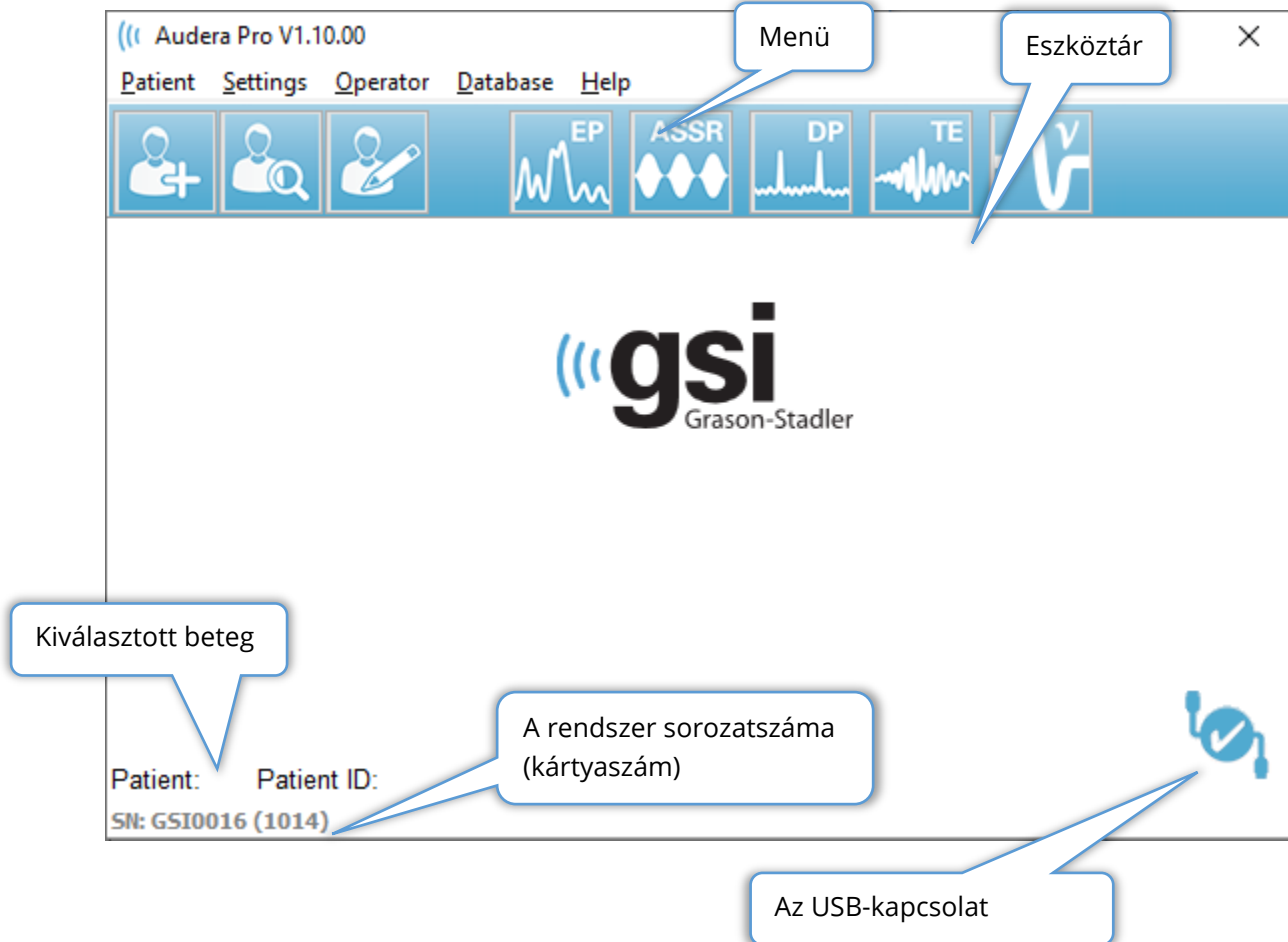 Audera Pro V1.10.00
Menü
Eszköztár
Patient Settings Operator Database Help
EP
ASSR
DP
TE
V
gsi
Grason-Stadler
Kiválasztott beteg
A rendszer sorozatszáma
(kártyaszám)
Patient: Patient ID:
SN: GSI0016 (1014)
Az USB-kapcsolat